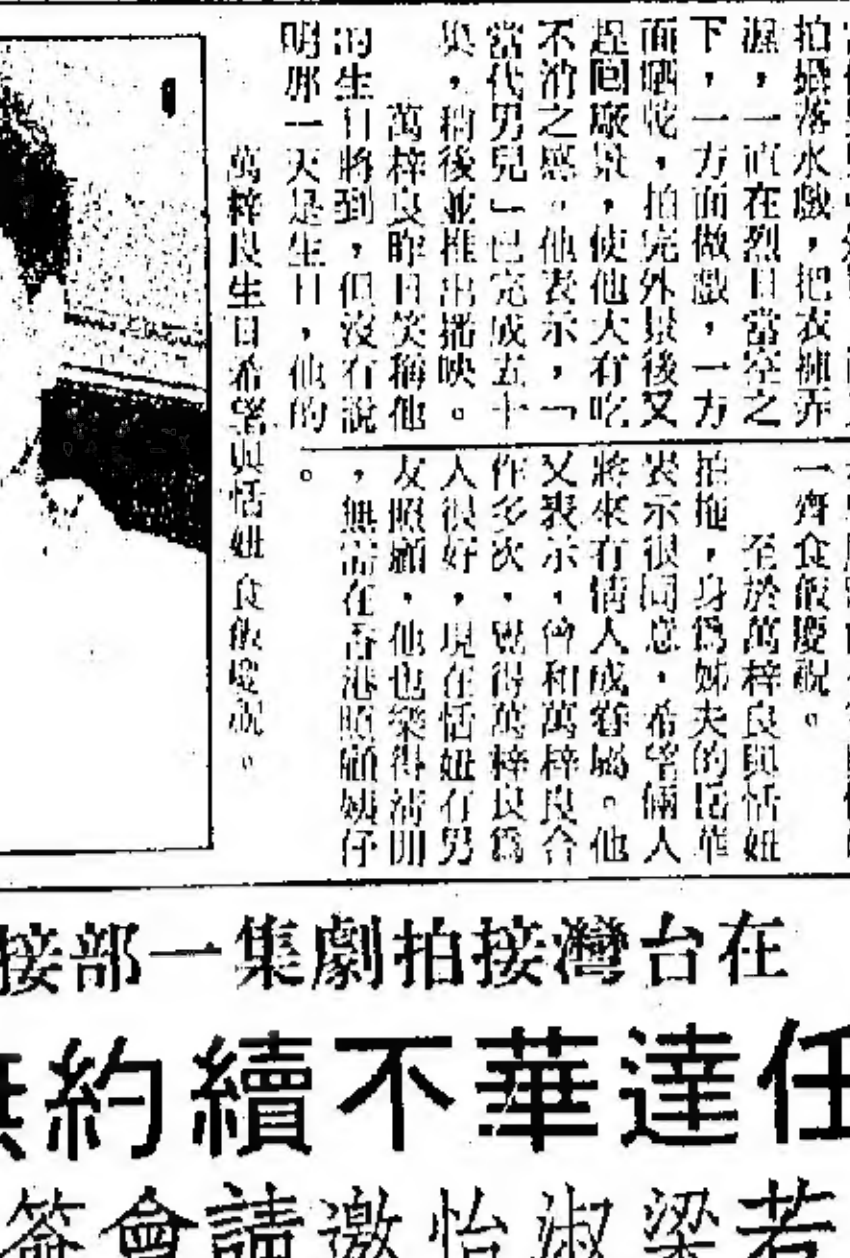 拍攝落水戲，把衣褲弄
濕，一直在烈日當空之
下，一方面做戲，一方
面晒乾，拍完外景後又
趕回廠景，使他大有吃
不消之感。他表示，「
當代男兒」已完成五十
集，稍後並推出播映。
萬梓良昨日笑稱他
的生日將到，但沒有說
明那一天是生日，他的
一齊食飯慶祝。
至於萬梓良與恬妞
拍拖，身為姊夫的岳華
表示很同意，希望倆人
將來有情人成眷屬。他
又表示，曾和萬梓良合
作多次，覺得萬梓良為
人很好，現在恬妞有男
友照顧，他也樂得清閒
，無需在香港照顧姨仔
。
萬梓良生日希望與恬妞食飯慶祝。
在台灣接拍劇集一部接
任達華不續約無
若梁淑怡邀請會簽